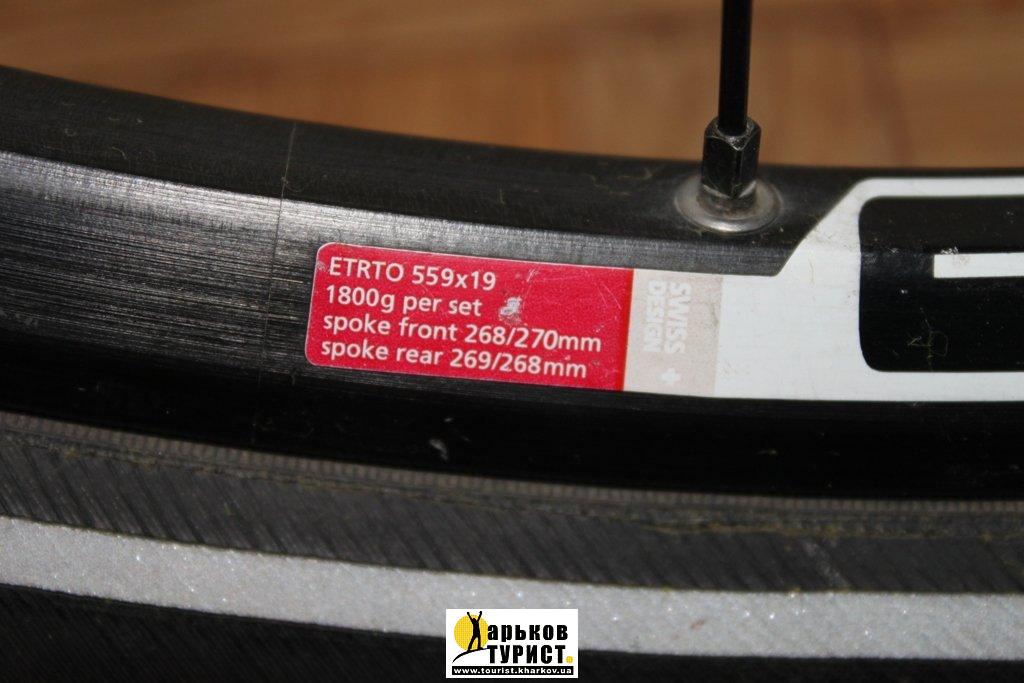 ETRTO 559x19
1800g per set
spoke front 268/270mm
spoke rear 269/268mm
SWISS
DESIGN
Харьков
ТУРИСТ
www.tourist.kharkov.ua